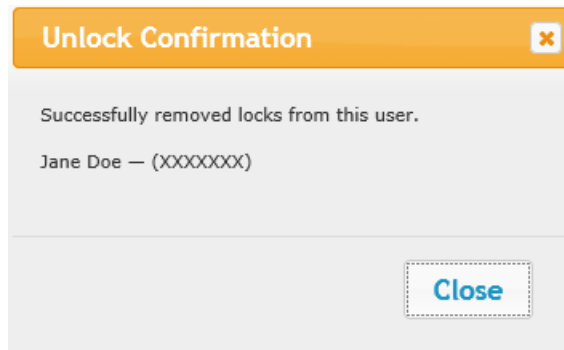 Unlock Confirmation
Successfully removed locks from this user.
Jane Doe — (XXXXXXX)
Close